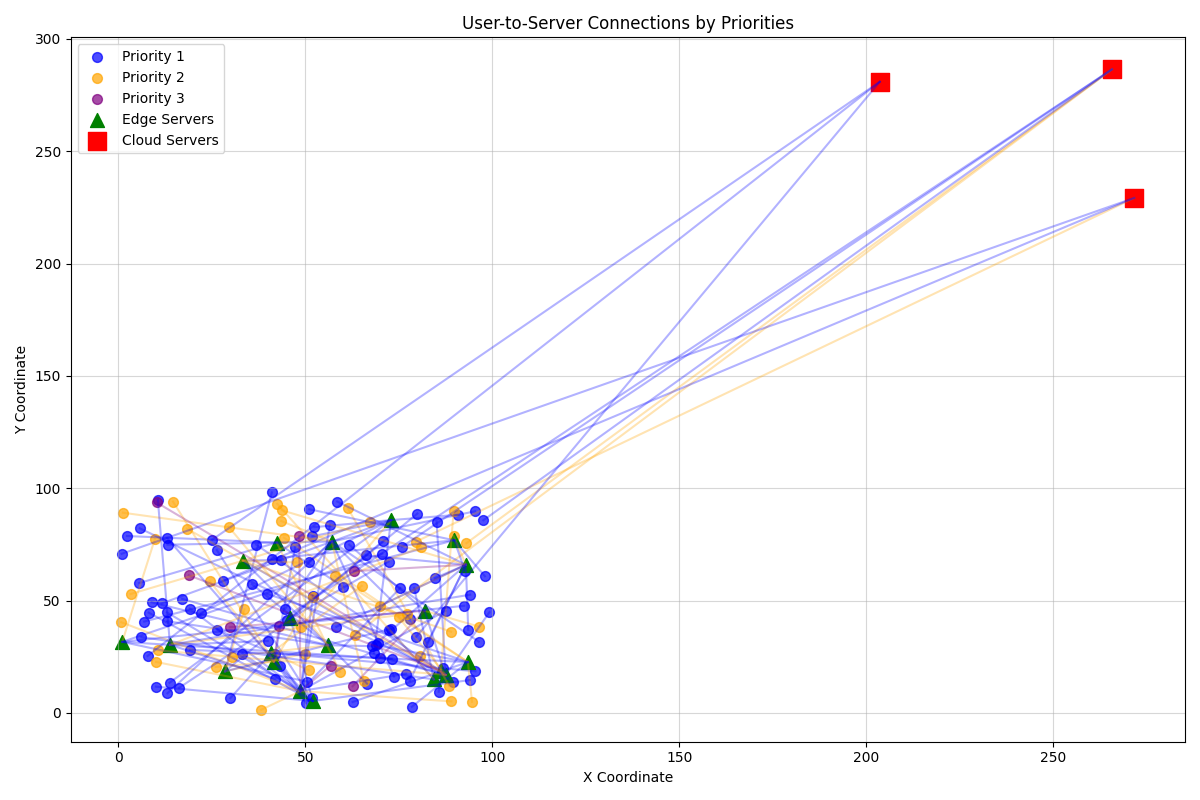 User-to-Server Connections by Priorities
300
250
200
150
100
50
0
Y Coordinate
Priority 1
Priority 2
Priority 3
Edge Servers
Cloud Servers
0 50 100 150 200 250
X Coordinate